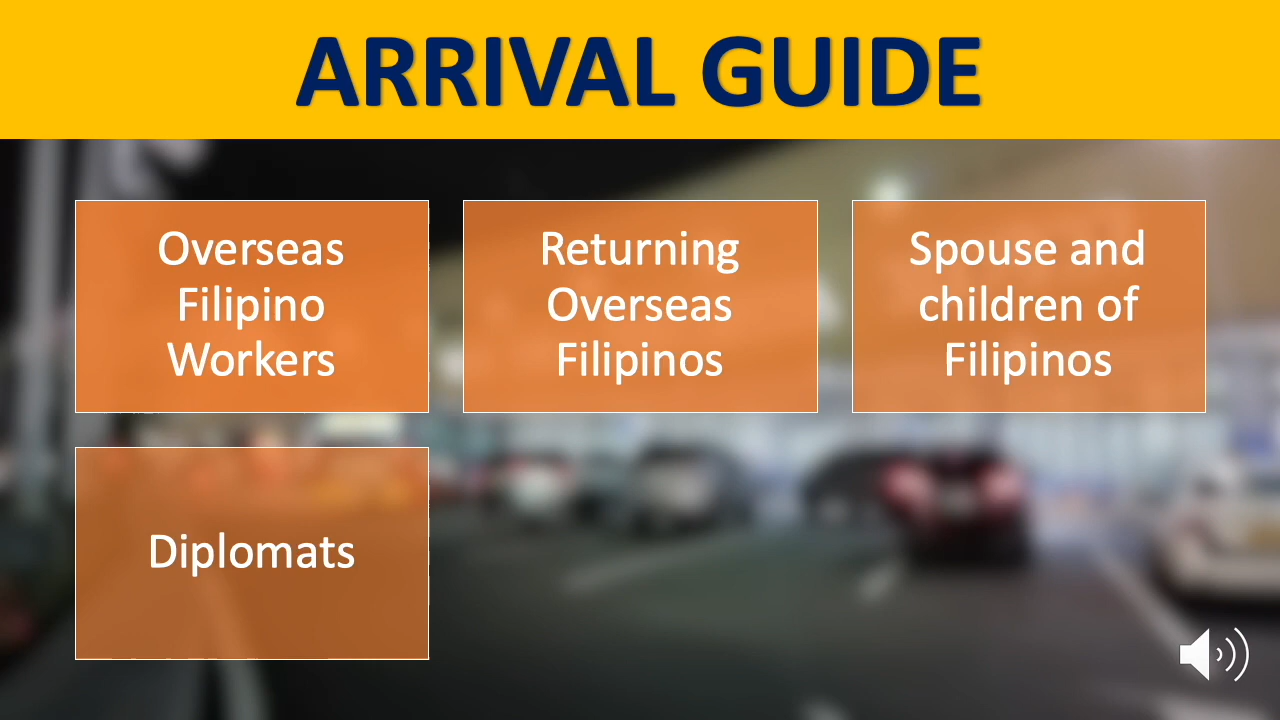 ARRIVAL GUIDE
Overseas
Filipino
Workers
Returning
Overseas
Filipinos
Spouse and
children of
Filipinos
Diplomats